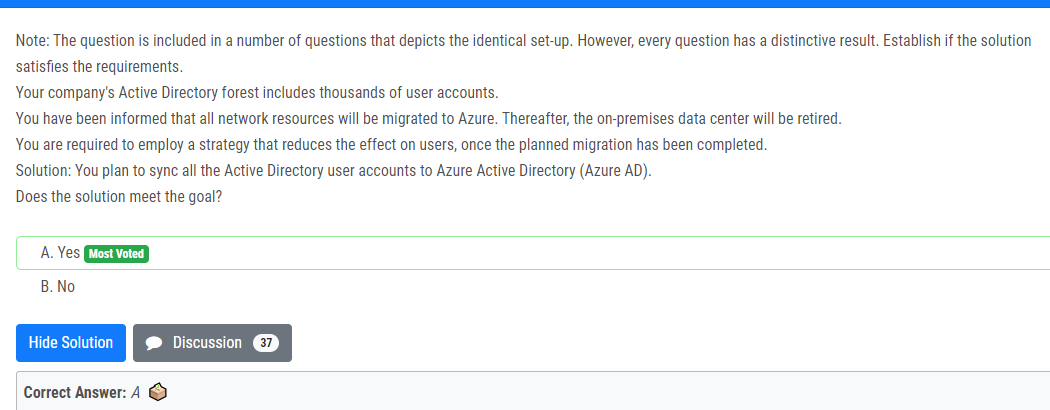 Note: The question is included in a number of questions that depicts the identical set-up. However, every question has a distinctive result. Establish if the solution
satisfies the requirements.
Your company's Active Directory forest includes thousands of user accounts.
You have been informed that all network resources will be migrated to Azure. Thereafter, the on-premises data center will be retired.
You are required to employ a strategy that reduces the effect on users, once the planned migration has been completed.
Solution: You plan to sync all the Active Directory user accounts to Azure Active Directory (Azure AD).
Does the solution meet the goal?
A. Yes Most Voted
B. No
Hide Solution Discussion 37
Correct Answer: A